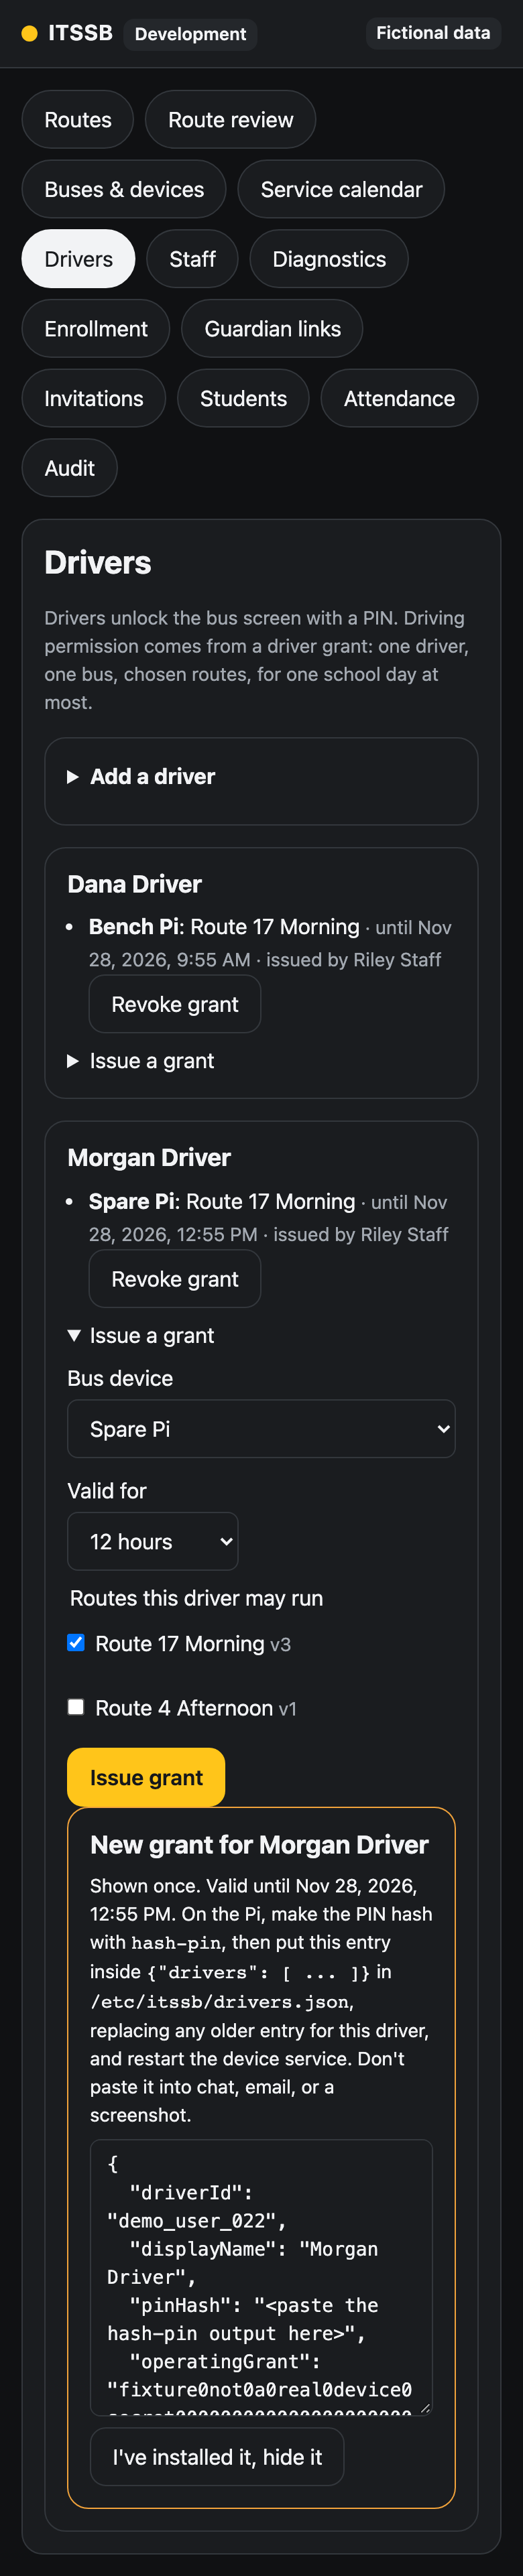 ITSSB Development Fictional data
Routes Route review
Buses & devices Service calendar
Drivers Staff Diagnostics
Enrollment Guardian links
Invitations Students Attendance
Audit
Drivers
Drivers unlock the bus screen with a PIN. Driving
permission comes from a driver grant: one driver,
one bus, chosen routes, for one school day at
most.
▶ Add a driver
Dana Driver
• Bench Pi: Route 17 Morning · until Nov
28, 2026, 9:55 AM · issued by Riley Staff
Revoke grant
▶ Issue a grant
Morgan Driver
• Spare Pi: Route 17 Morning · until Nov
28, 2026, 12:55 PM · issued by Riley Staff
Revoke grant
▼ Issue a grant
Bus device
Spare Pi
Valid for
12 hours
Routes this driver may run
Route 17 Morning v3
Route 4 Afternoon v1
Issue grant
New grant for Morgan Driver
Shown once. Valid until Nov 28, 2026,
12:55 PM. On the Pi, make the PIN hash
with hash-pin, then put this entry
inside {"drivers": [ ... ]} in
/etc/itssb/drivers.json,
replacing any older entry for this driver,
and restart the device service. Don't
paste it into chat, email, or a
screenshot.
{
"driverId":
"demo_user_022",
"displayName": "Morgan
Driver",
"pinHash": "<paste the
hash-pin output here>",
"operatingGrant":
"fixture0not0a0real0device0
I've installed it, hide it